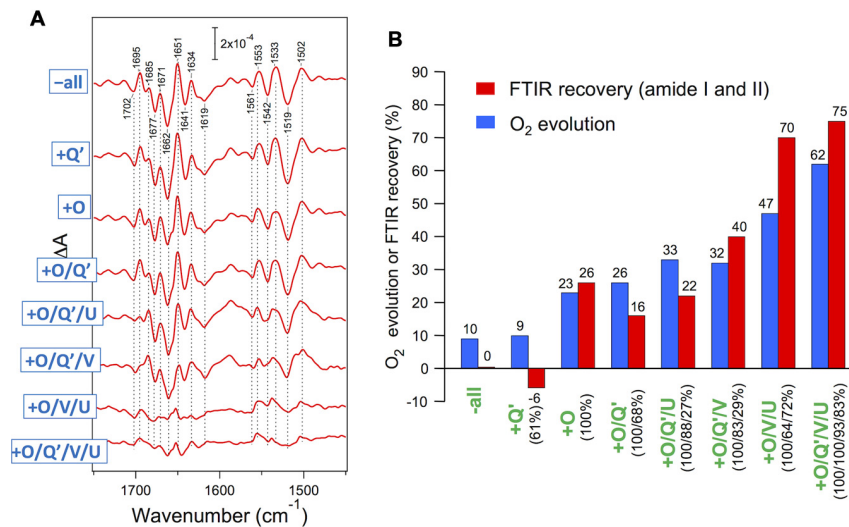 A
2x10⁻⁴
1695
1685
1671
1651
1634
1553
1533
1502
1702
1677
1662
1641
1619
1561
1542
1519
−all
+Q'
+O
+O/Q'
+O/Q'/U
+O/Q'/V
+O/V/U
+O/Q'/V/U
ΔA
1700
1600
1500
Wavenumber (cm⁻¹)
B
O₂ evolution or FTIR recovery (%)
90
80
70
60
50
40
30
20
10
0
-10
FTIR recovery (amide I and II)
O₂ evolution
10
0
9
-6
23
26
26
16
33
22
32
40
47
70
62
75
-all
+Q'
(61%)
+O
(100%)
+O/Q'
(100/68%)
+O/Q'/U
(100/88/27%)
+O/Q'/V
(100/83/29%)
+O/V/U
(100/64/72%)
+O/Q'/V/U
(100/100/93/83%)